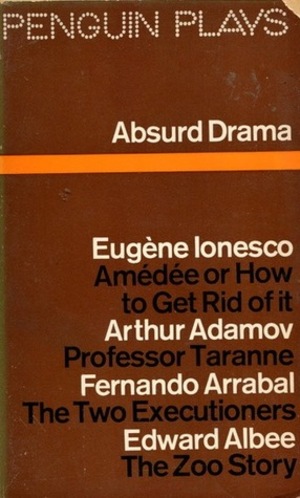 PENGUIN PLAYS
Absurd Drama
Eugène Ionesco
Amédée or How
to Get Rid of it
Arthur Adamov
Professor Taranne
Fernando Arrabal
The Two Executioners
Edward Albee
The Zoo Story